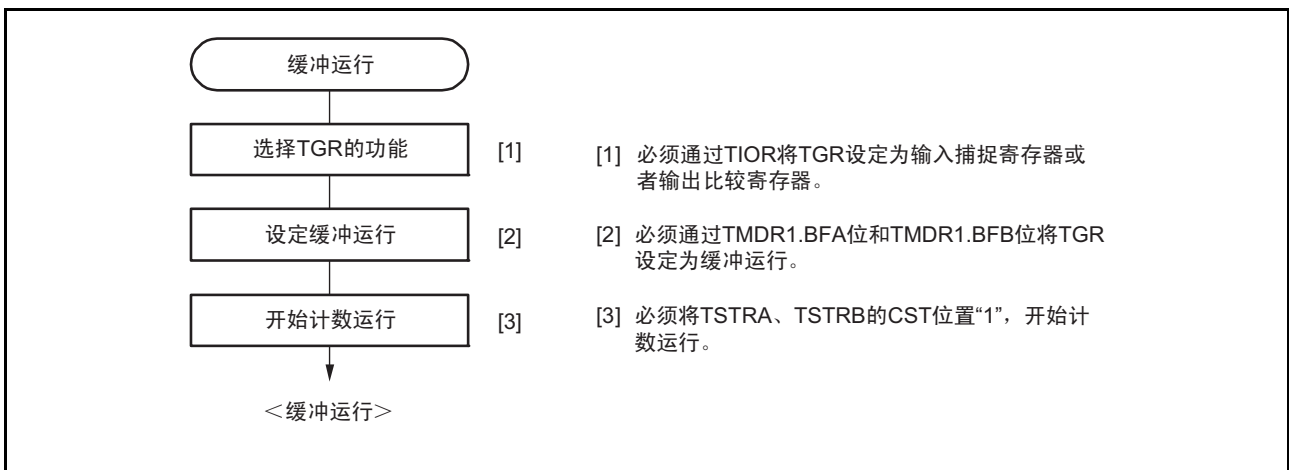 缓冲运行
选择TGR的功能
[1]
[1] 必须通过TIOR将TGR设定为输入捕捉寄存器或
者输出比较寄存器。
设定缓冲运行
[2]
[2] 必须通过TMDR1.BFA位和TMDR1.BFB位将TGR
设定为缓冲运行。
开始计数运行
[3]
[3] 必须将TSTRA、TSTRB的CST位置“1”，开始计
数运行。
＜缓冲运行＞